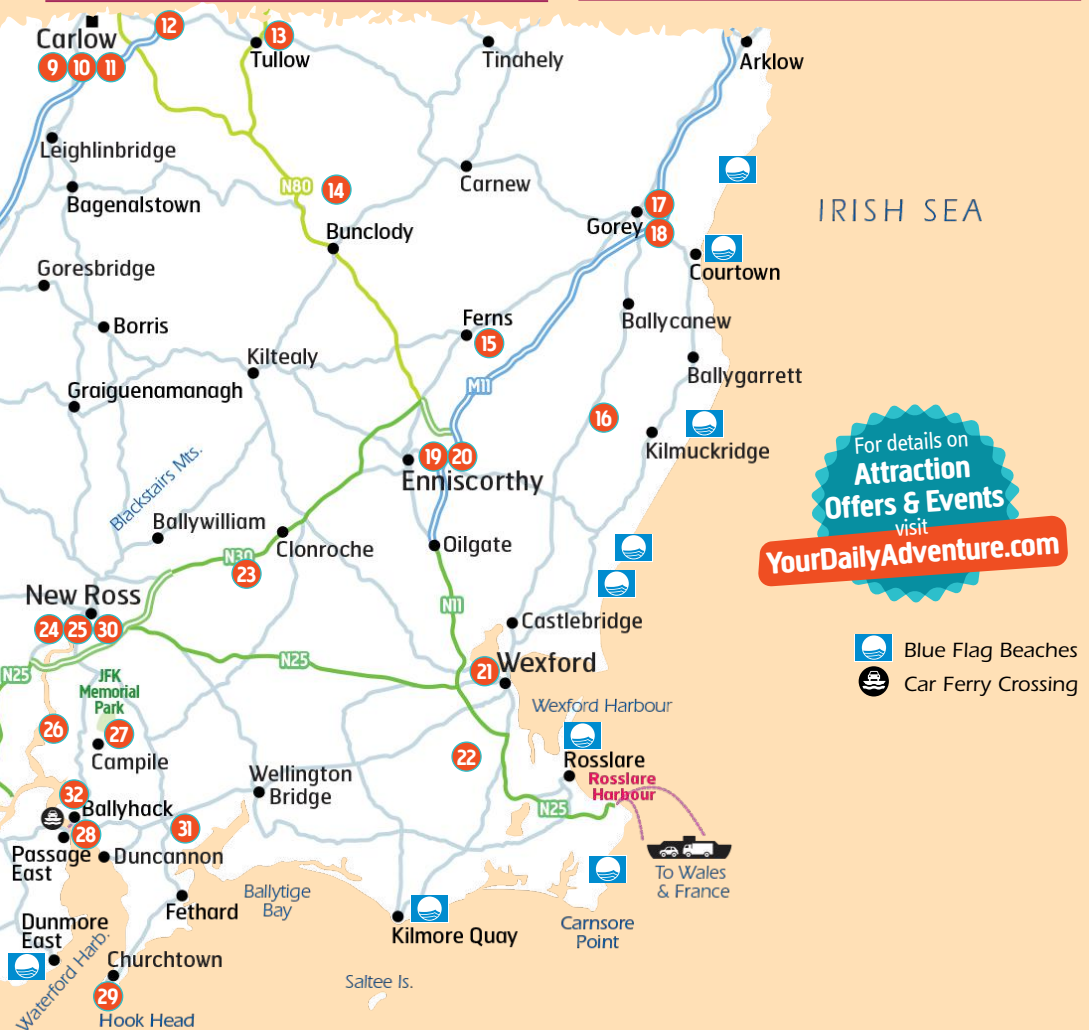 12
13
Carlow
9 10 11
Tullow
Tinahely
Arklow
Leighlinbridge
Carnew
N80
14
Bagenalstown
17
IRISH SEA
Gorey
18
Bunclody
Courtown
Goresbridge
Ferns
Ballycanew
Borris
15
Kiltealy
Ballygarrett
M11
Graiguenamanagh
16
Kilmuckridge
For details on
Attraction
Offers & Events
visit
YourDailyAdventure.com
19 20
Enniscorthy
Blackstairs Mts.
Ballywilliam
Clonroche
Oilgate
N30
23
New Ross
24 25 30
N11
Castlebridge
Blue Flag Beaches
Car Ferry Crossing
N25
N25
21
Wexford
JFK
Memorial
Park
Wexford Harbour
26
27
Campile
22
Rosslare
Rosslare
Harbour
Wellington
Bridge
N25
32
Ballyhack
28
31
Passage
East
Duncannon
To Wales
& France
Ballytige
Bay
Fethard
Kilmore Quay
Carnsore
Point
Dunmore
East
Waterford Harb.
Churchtown
29
Saltee Is.
Hook Head